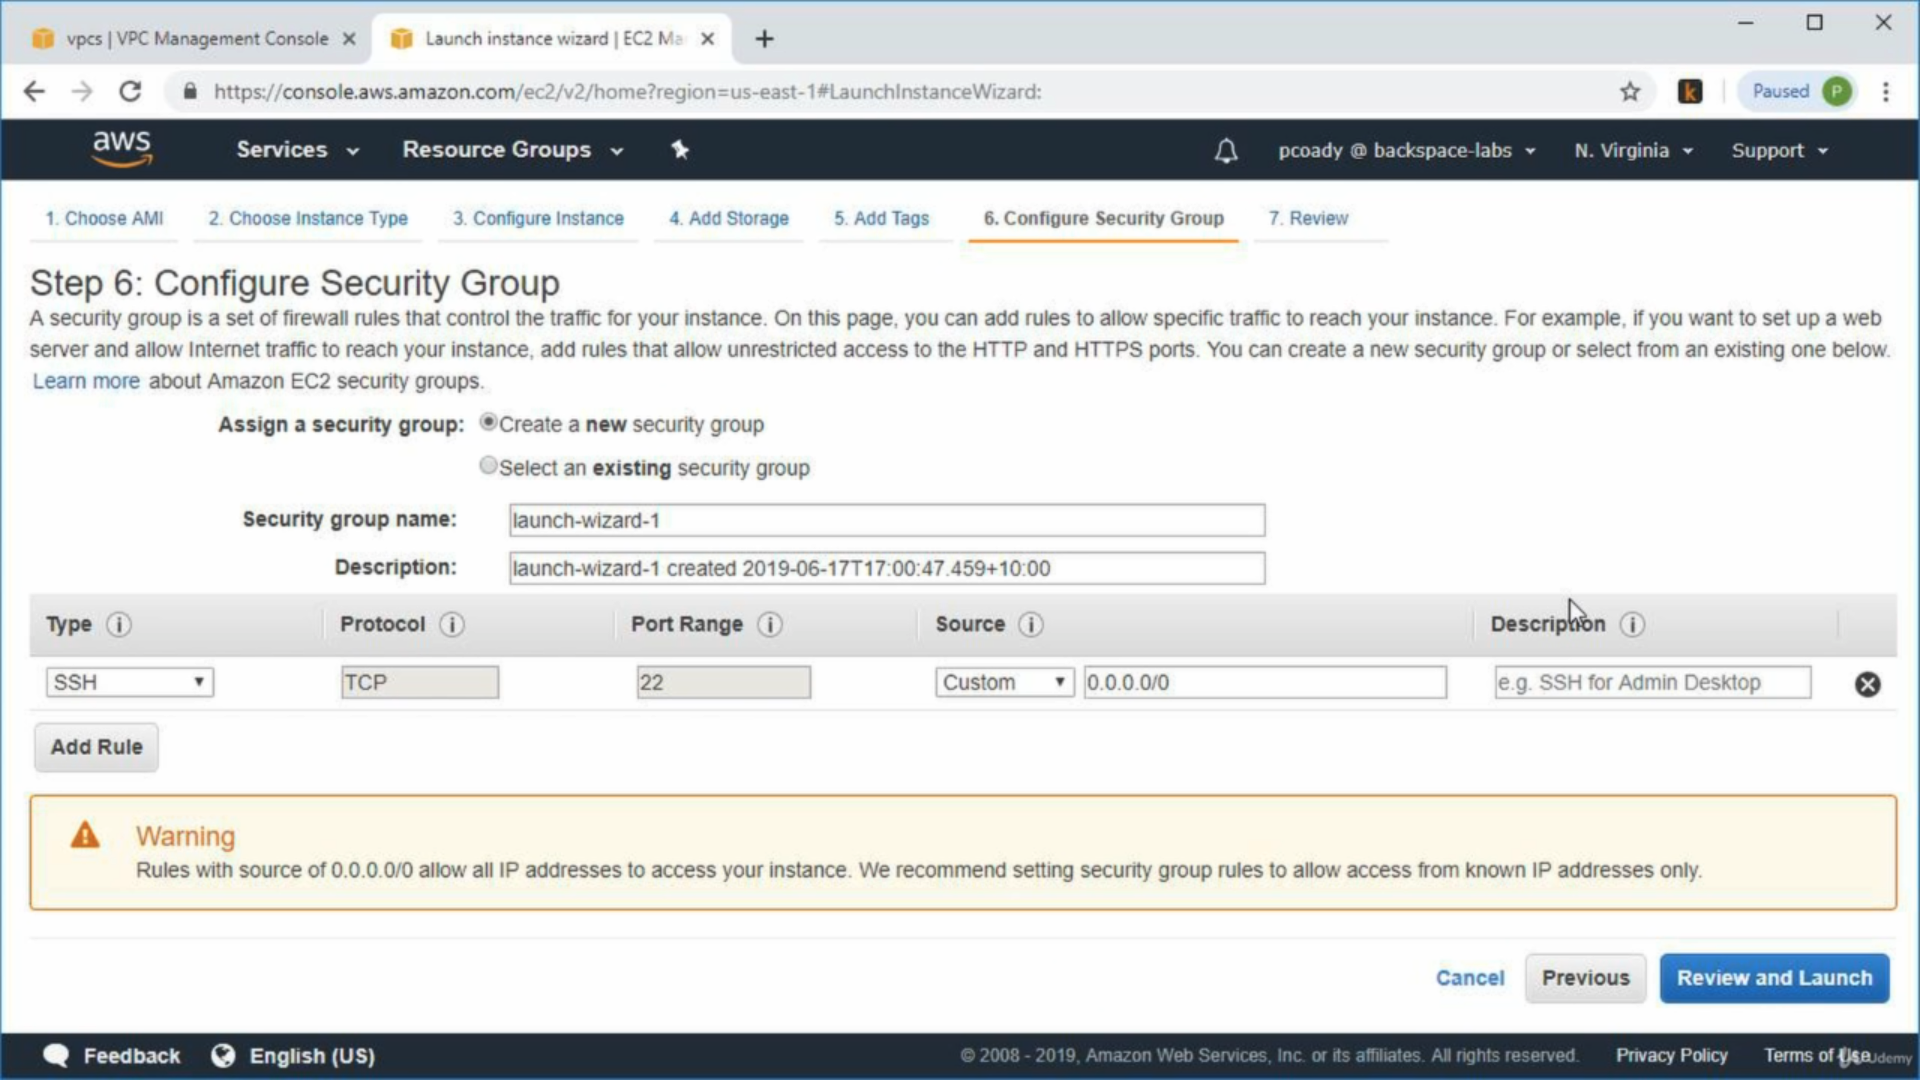 vpcs | VPC Management Console
Launch instance wizard | EC2 Ma
https://console.aws.amazon.com/ec2/v2/home?region=us-east-1#LaunchInstanceWizard:
k
Paused P
aws
Services
Resource Groups
pcoady @ backspace-labs
N. Virginia
Support
1. Choose AMI
2. Choose Instance Type
3. Configure Instance
4. Add Storage
5. Add Tags
6. Configure Security Group
7. Review
Step 6: Configure Security Group
A security group is a set of firewall rules that control the traffic for your instance. On this page, you can add rules to allow specific traffic to reach your instance. For example, if you want to set up a web
server and allow Internet traffic to reach your instance, add rules that allow unrestricted access to the HTTP and HTTPS ports. You can create a new security group or select from an existing one below.
Learn more about Amazon EC2 security groups.
Assign a security group: Create a new security group
Select an existing security group
Security group name: launch-wizard-1
Description: launch-wizard-1 created 2019-06-17T17:00:47.459+10:00
Type i Protocol i Port Range i Source i Description i
SSH TCP 22 Custom 0.0.0.0/0 e.g. SSH for Admin Desktop
Add Rule
Warning
Rules with source of 0.0.0.0/0 allow all IP addresses to access your instance. We recommend setting security group rules to allow access from known IP addresses only.
Cancel
Previous
Review and Launch
Feedback
English (US)
© 2008 - 2019, Amazon Web Services, Inc. or its affiliates. All rights reserved.
Privacy Policy
Terms of Use
Udemy